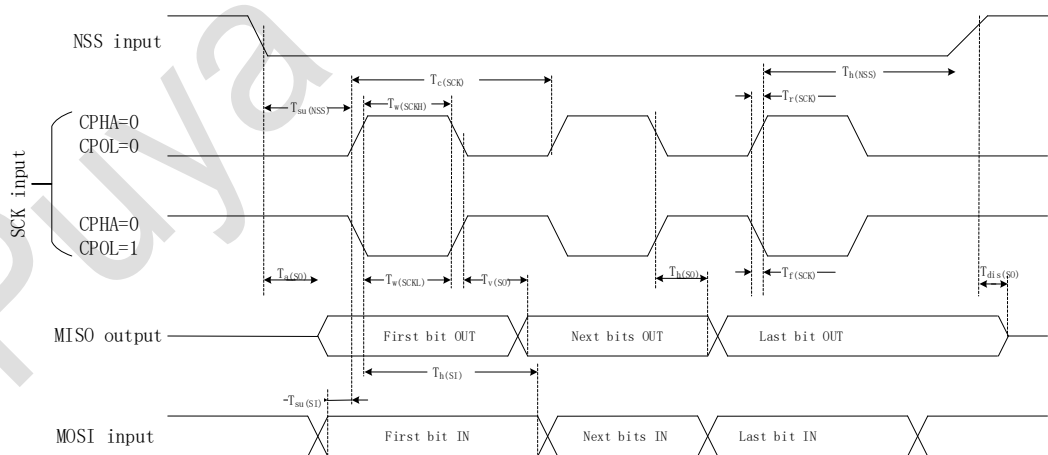 NSS input
Tc(SCK)
Th(NSS)
Tsu(NSS)
Tw(SCKH)
Tr(SCK)
CPHA=0
CPOL=0
SCK input
CPHA=0
CPOL=1
Ta(SO)
Tw(SCKL)
Tv(SO)
Th(SO)
Tf(SCK)
Tdis(SO)
MISO output
First bit OUT
Next bits OUT
Last bit OUT
Th(SI)
Tsu(SI)
MOSI input
First bit IN
Next bits IN
Last bit IN
Puya